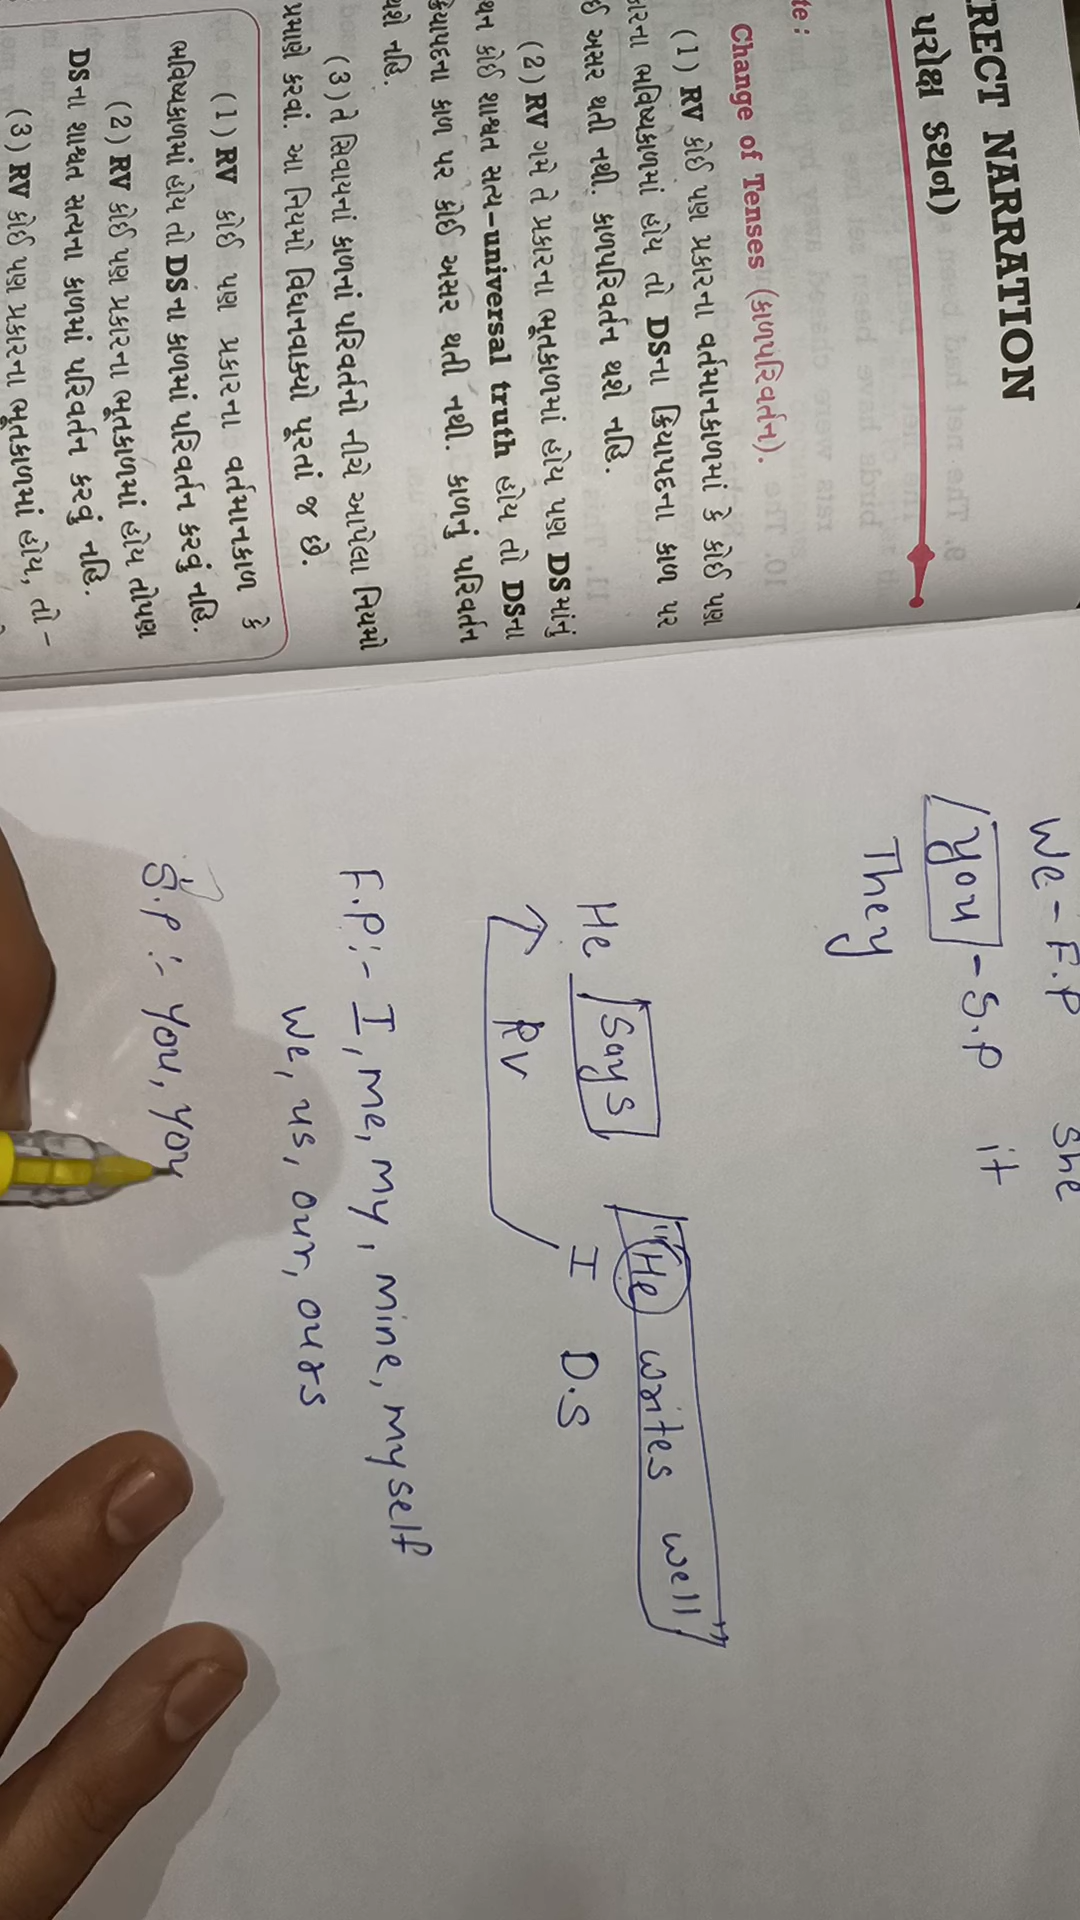 RECT NARRATION
પરોક્ષ કથન)
te :
Change of Tenses (કાળપરિવર્તન).
(1) RV કોઈ પણ પ્રકારના વર્તમાનકાળમાં કે કોઈ પણ
કારના ભવિષ્યકાળમાં હોય તો DSના ક્રિયાપદના કાળ પર
ઈ અસર થતી નથી. કાળપરિવર્તન થશે નહિ.
(2) RV ગમે તે પ્રકારના ભૂતકાળમાં હોય પણ DSમાંનું
થન કોઈ શાશ્વત સત્ય-universal truth હોય તો DSના
ક્રિયાપદના કાળ પર કોઈ અસર થતી નથી. કાળનું પરિવર્તન
થશે નહિ.
(3) તે સિવાયનાં કાળનાં પરિવર્તનો નીચે આપેલા નિયમો
પ્રમાણે કરવાં. આ નિયમો વિધાનવાક્યો પૂરતાં જ છે.
(1) RV કોઈ પણ પ્રકારના વર્તમાનકાળ કે
ભવિષ્યકાળમાં હોય તો DSના કાળમાં પરિવર્તન કરવું નહિ.
(2) RV કોઈ પણ પ્રકારના ભૂતકાળમાં હોય તોપણ
DSના શાશ્વત સત્યના કાળમાં પરિવર્તન કરવું નહિ.
(3) RV કોઈ પણ પ્રકારના ભૂતકાળમાં હોય, તો –
We - F.P she
you - S.P it
They
He says "He writes well"
RV I D.S
F.P :- I, me, my, mine, myself
We, us, our, ours
S.P :- You, you